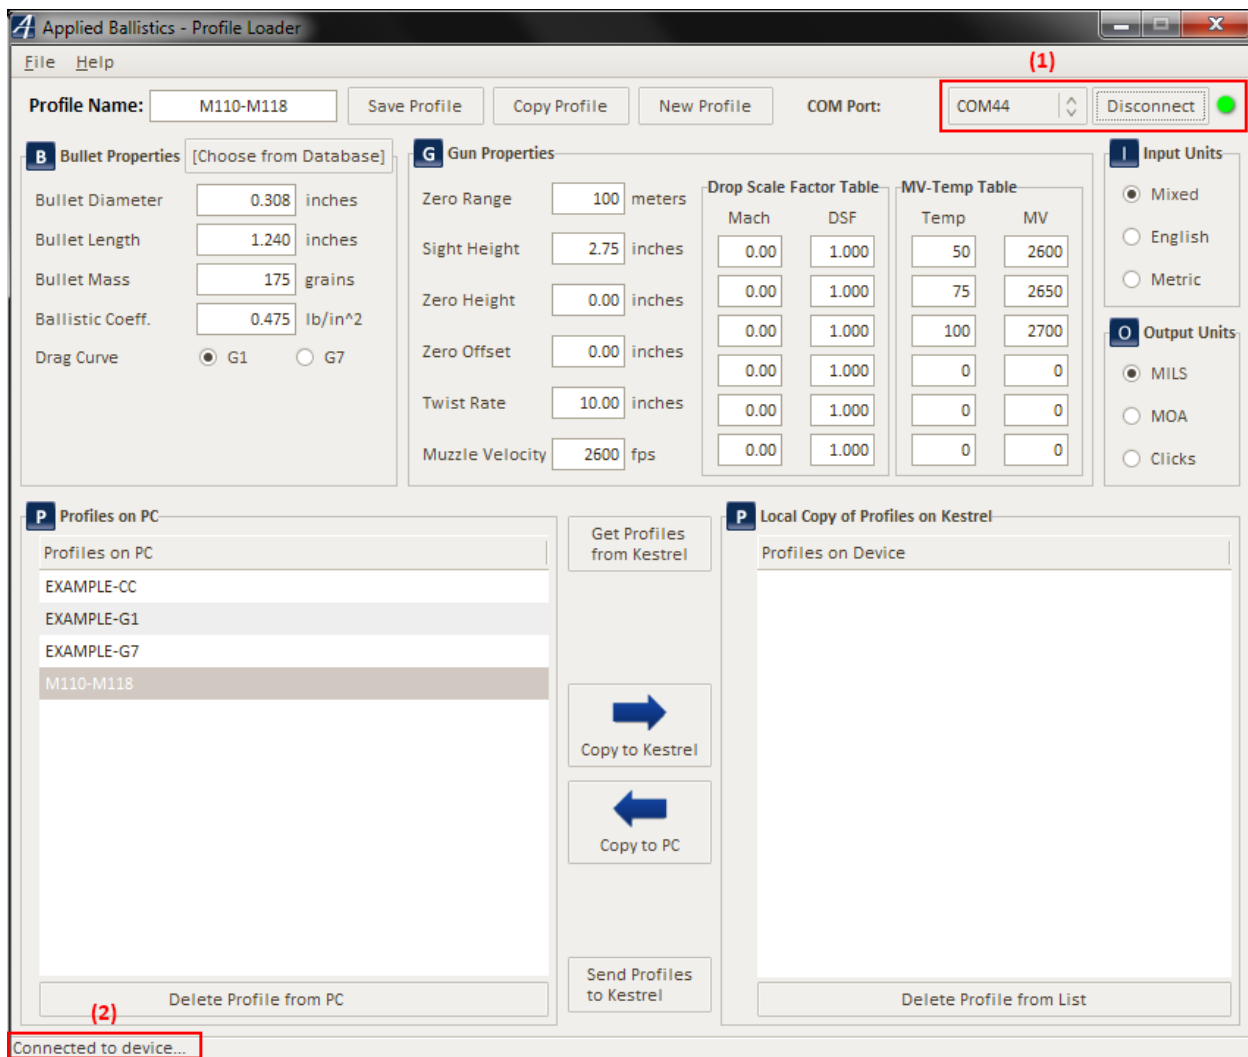 Applied Ballistics - Profile Loader
File Help
(1)
Profile Name: M110-M118 Save Profile Copy Profile New Profile COM Port: COM44 Disconnect
B Bullet Properties [Choose from Database]
Bullet Diameter 0.308 inches
Bullet Length 1.240 inches
Bullet Mass 175 grains
Ballistic Coeff. 0.475 lb/in^2
Drag Curve G1 G7
G Gun Properties
Zero Range 100 meters
Sight Height 2.75 inches
Zero Height 0.00 inches
Zero Offset 0.00 inches
Twist Rate 10.00 inches
Muzzle Velocity 2600 fps
Drop Scale Factor Table
Mach DSF
0.00 1.000
0.00 1.000
0.00 1.000
0.00 1.000
0.00 1.000
0.00 1.000
MV-Temp Table
Temp MV
50 2600
75 2650
100 2700
0 0
0 0
0 0
I Input Units
Mixed
English
Metric
O Output Units
MILS
MOA
Clicks
P Profiles on PC
Profiles on PC
EXAMPLE-CC
EXAMPLE-G1
EXAMPLE-G7
M110-M118
Delete Profile from PC
Get Profiles
from Kestrel
Copy to Kestrel
Copy to PC
Send Profiles
to Kestrel
P Local Copy of Profiles on Kestrel
Profiles on Device
Delete Profile from List
(2)
Connected to device...